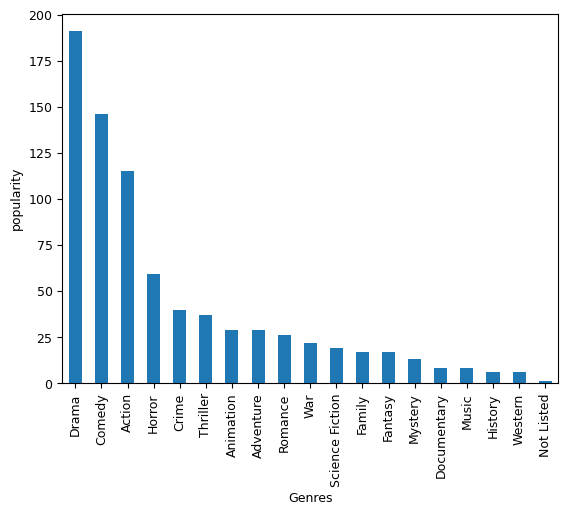 200
175
150
125
100
75
50
25
0
popularity
Drama
Comedy
Action
Horror
Crime
Thriller
Animation
Adventure
Romance
War
Science Fiction
Family
Fantasy
Mystery
Documentary
Music
History
Western
Not Listed
Genres